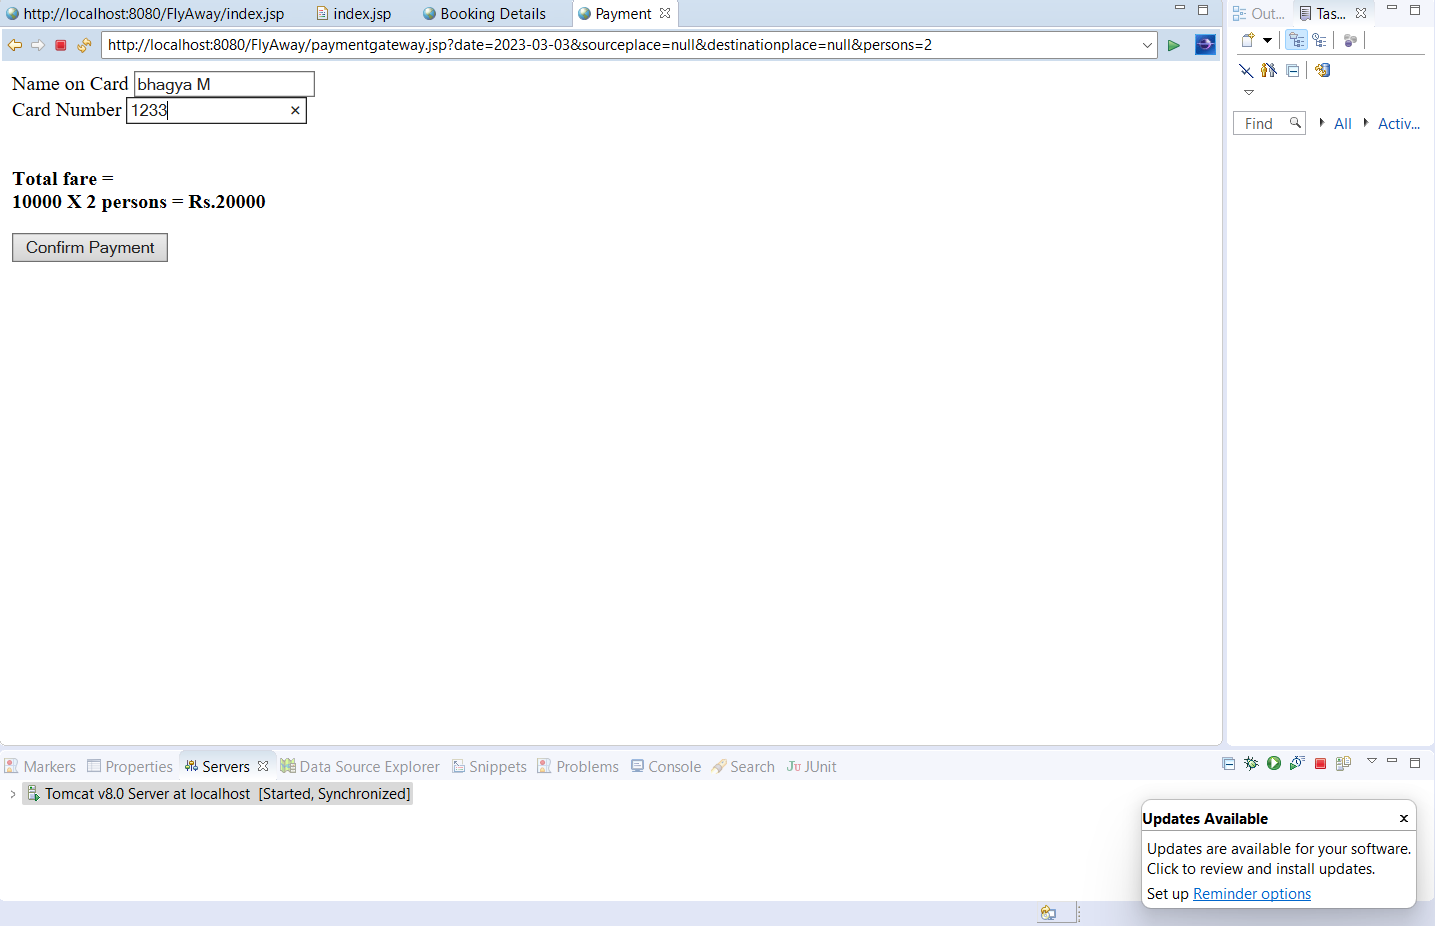 http://localhost:8080/FlyAway/index.jsp index.jsp Booking Details Payment
http://localhost:8080/FlyAway/paymentgateway.jsp?date=2023-03-03&sourceplace=null&destinationplace=null&persons=2
Name on Card bhagya M
Card Number 1233
Total fare =
10000 X 2 persons = Rs.20000
Confirm Payment
Out... Tas...
Find All Activ...
Markers Properties Servers Data Source Explorer Snippets Problems Console Search Ju JUnit
Tomcat v8.0 Server at localhost [Started, Synchronized]
Updates Available
Updates are available for your software.
Click to review and install updates.
Set up Reminder options